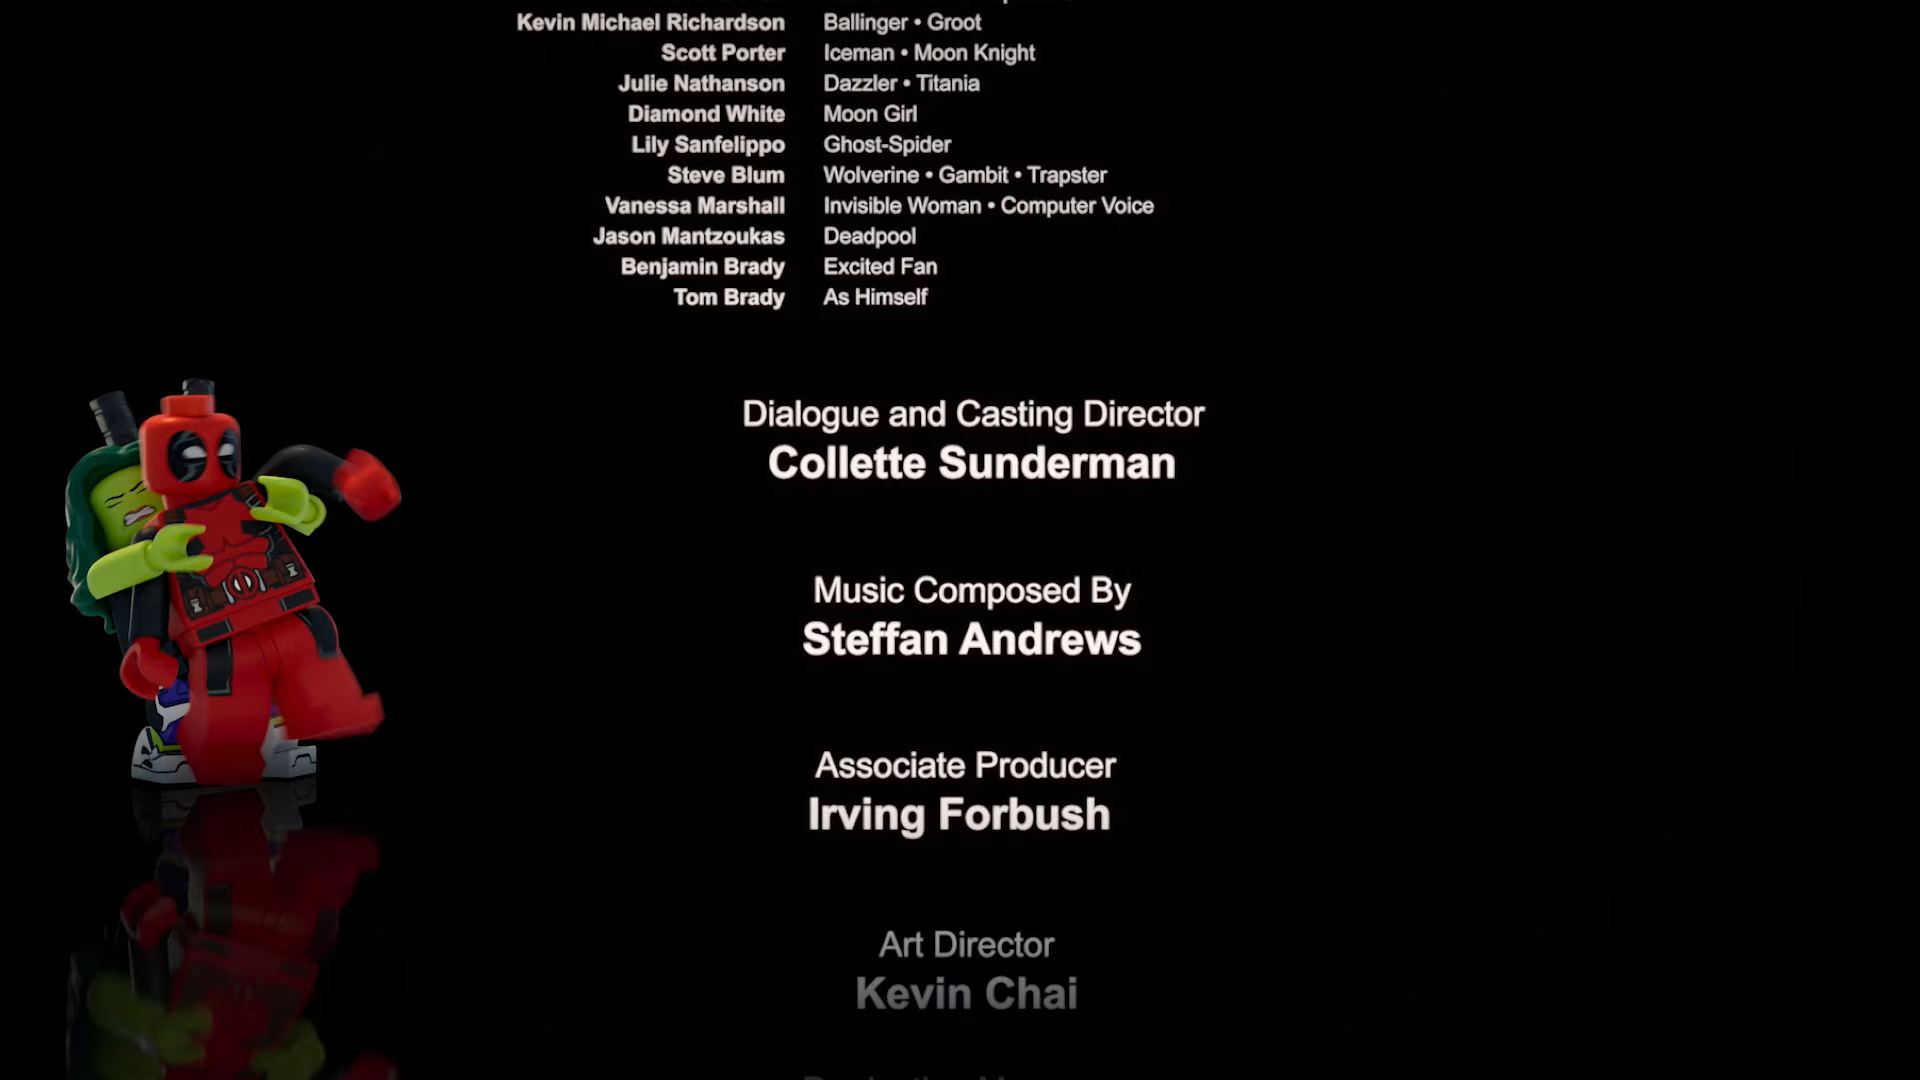 Kevin Michael Richardson Ballinger • Groot
Scott Porter Iceman • Moon Knight
Julie Nathanson Dazzler • Titania
Diamond White Moon Girl
Lily Sanfelippo Ghost-Spider
Steve Blum Wolverine • Gambit • Trapster
Vanessa Marshall Invisible Woman • Computer Voice
Jason Mantzoukas Deadpool
Benjamin Brady Excited Fan
Tom Brady As Himself
Dialogue and Casting Director
Collette Sunderman
Music Composed By
Steffan Andrews
Associate Producer
Irving Forbush
Art Director
Kevin Chai